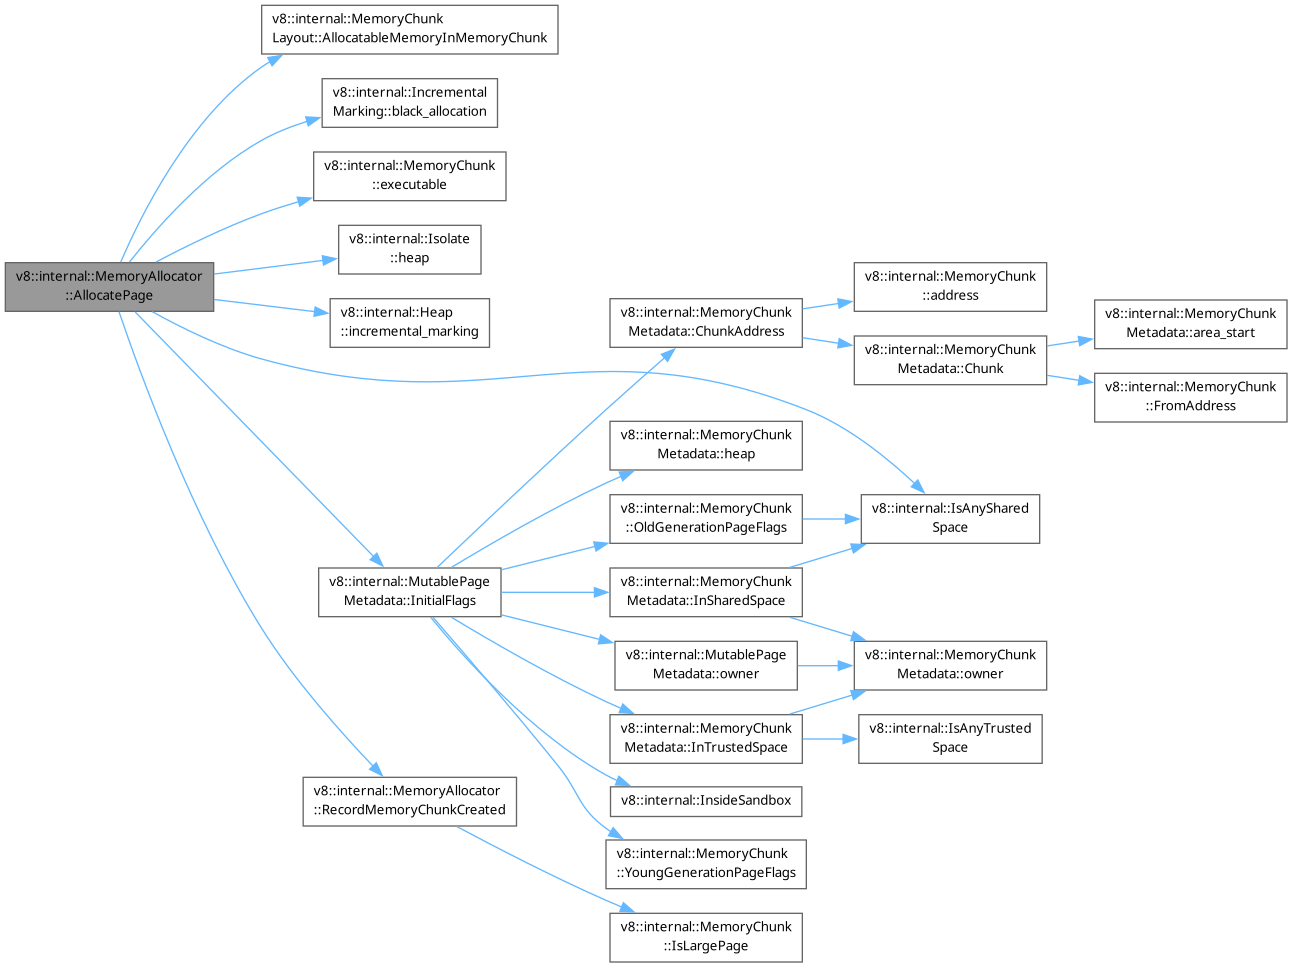 v8::internal::MemoryChunk
Layout::AllocatableMemoryInMemoryChunk
v8::internal::Incremental
Marking::black_allocation
v8::internal::MemoryChunk
::executable
v8::internal::Isolate
::heap
v8::internal::MemoryAllocator
::AllocatePage
v8::internal::Heap
::incremental_marking
v8::internal::MemoryChunk
Metadata::ChunkAddress
v8::internal::MemoryChunk
::address
v8::internal::MemoryChunk
Metadata::Chunk
v8::internal::MemoryChunk
Metadata::area_start
v8::internal::MemoryChunk
::FromAddress
v8::internal::MemoryChunk
Metadata::heap
v8::internal::MemoryChunk
::OldGenerationPageFlags
v8::internal::IsAnyShared
Space
v8::internal::MutablePage
Metadata::InitialFlags
v8::internal::MemoryChunk
Metadata::InSharedSpace
v8::internal::MutablePage
Metadata::owner
v8::internal::MemoryChunk
Metadata::owner
v8::internal::MemoryChunk
Metadata::InTrustedSpace
v8::internal::IsAnyTrusted
Space
v8::internal::MemoryAllocator
::RecordMemoryChunkCreated
v8::internal::InsideSandbox
v8::internal::MemoryChunk
::YoungGenerationPageFlags
v8::internal::MemoryChunk
::IsLargePage